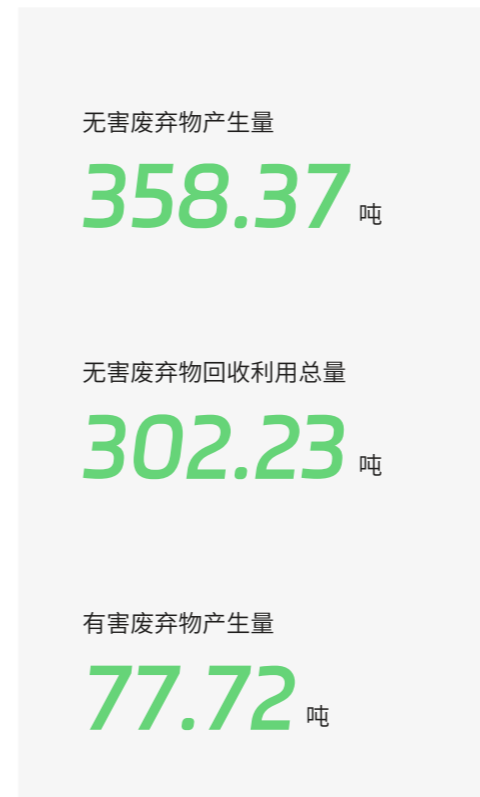 无害废弃物产生量
358.37 吨
无害废弃物回收利用总量
302.23 吨
有害废弃物产生量
77.72 吨